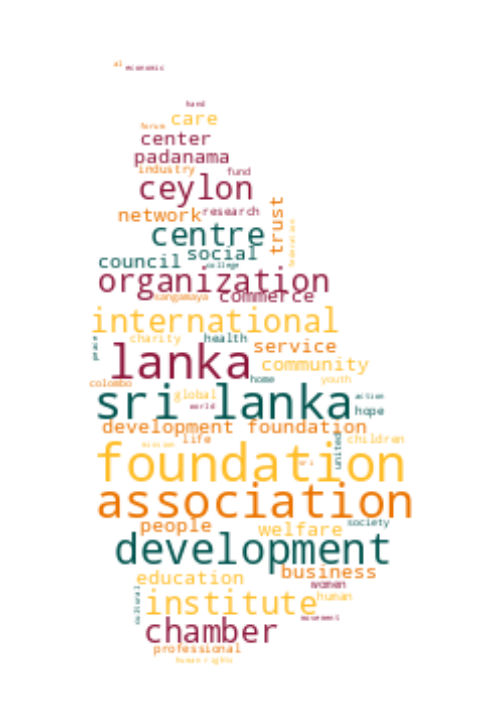 al economic
hand
care
forum
center
padanama
industry fund
ceylon
network research
trust
centre
federation
social
council college
organization
sangamaya commerce
international
charity health
service
lanka
community
colombo home youth
global action
sri lanka
world hope
development foundation
life children
mission united
foundation
association
people society
welfare
development
business
education women
cultural
institute human
movement
chamber
professional
human rights